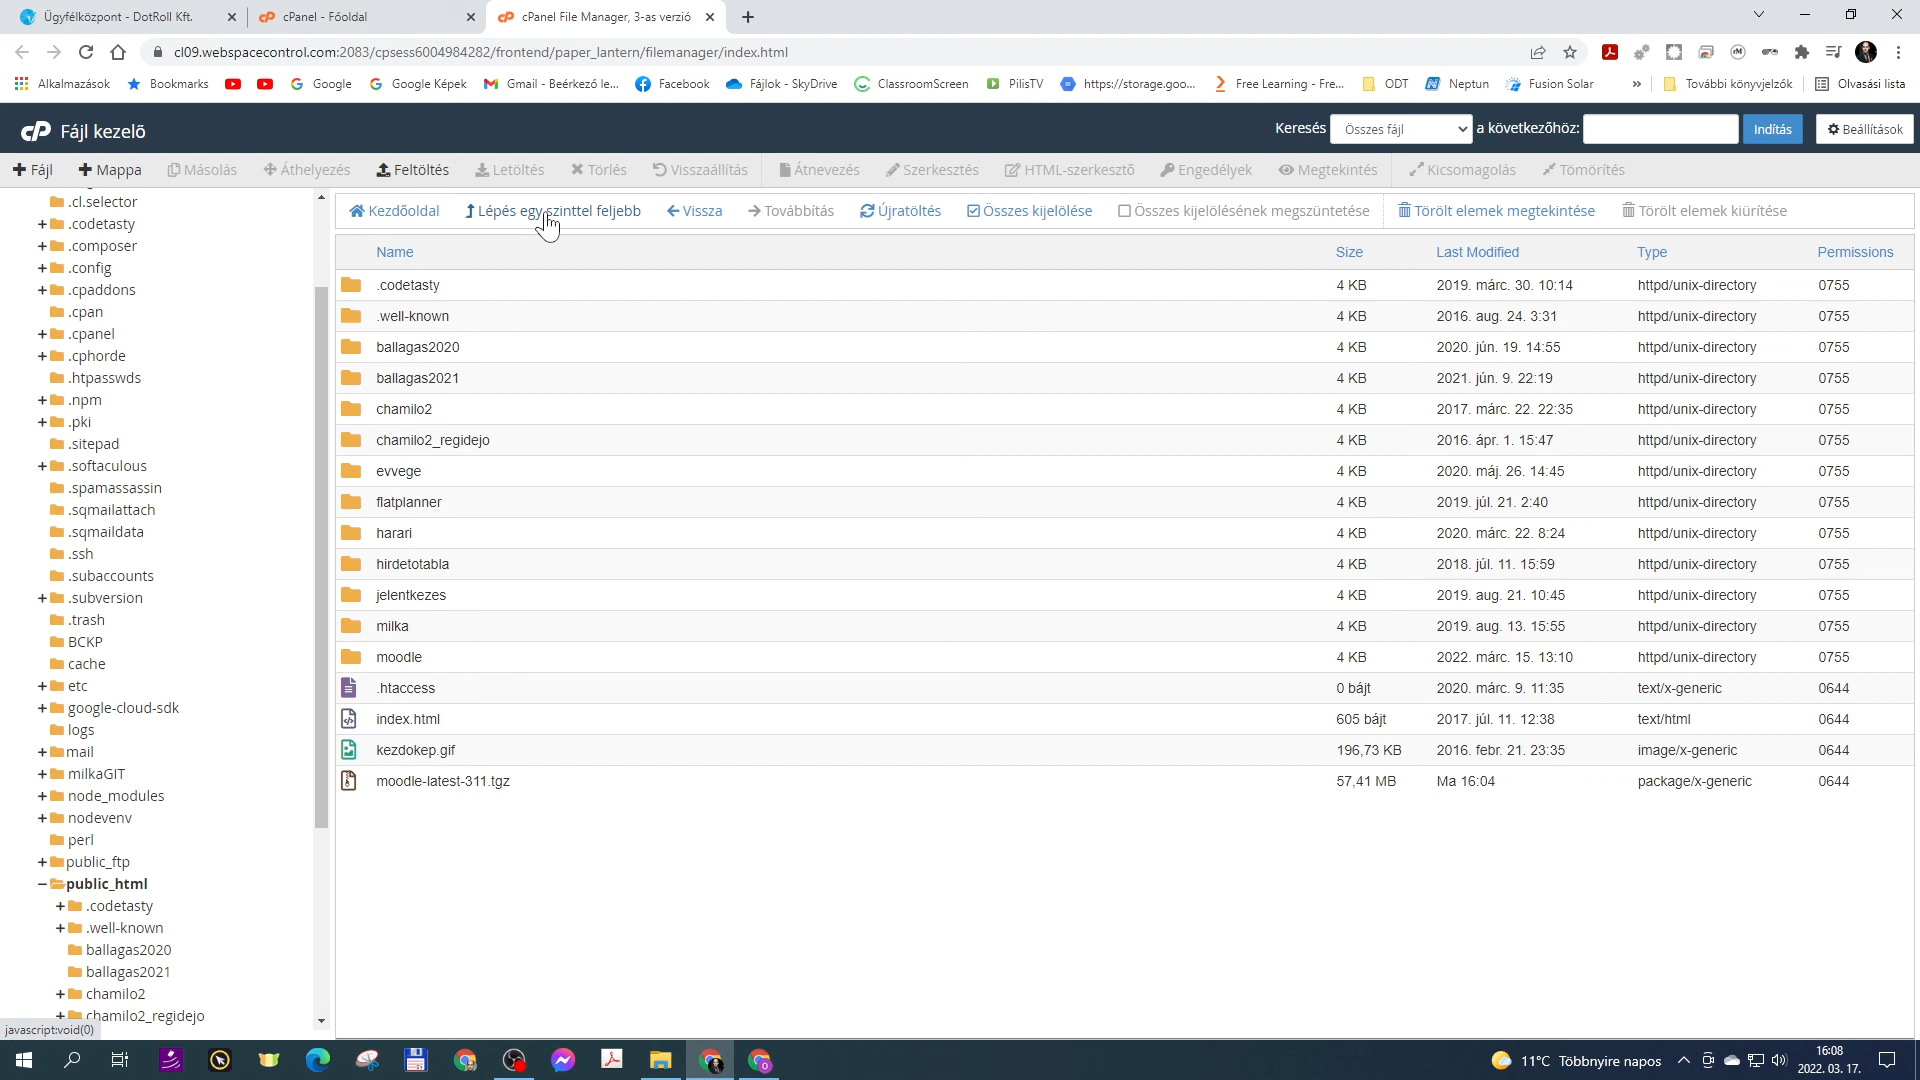 Ügyfélközpont - DotRoll Kft.
cPanel - Főoldal
cPanel File Manager, 3-as verzió
cl09.webspacecontrol.com:2083/cpsess6004984282/frontend/paper_lantern/filemanager/index.html
Alkalmazások
Bookmarks
Google
Google Képek
Gmail - Beérkező le...
Facebook
Fájlok - SkyDrive
ClassroomScreen
PilisTV
https://storage.goo...
Free Learning - Fre...
ODT
Neptun
Fusion Solar
»
További könyvjelzők
Olvasási lista
cP Fájl kezelő
Keresés
Összes fájl
a következőhöz:
Indítás
Beállítások
Fájl
Mappa
Másolás
Áthelyezés
Feltöltés
Letöltés
Törlés
Visszaállítás
Átnevezés
Szerkesztés
HTML-szerkesztő
Engedélyek
Megtekintés
Kicsomagolás
Tömörítés
Kezdőoldal
Lépés egy szinttel feljebb
Vissza
Továbbítás
Újratöltés
Összes kijelölése
Összes kijelölésének megszüntetése
Törölt elemek megtekintése
Törölt elemek kiürítése
.cl.selector
.codetasty
.composer
.config
.cpaddons
.cpan
.cpanel
.cphorde
.htpasswds
.npm
.pki
.sitepad
.softaculous
.spamassassin
.sqmailattach
.sqmaildata
.ssh
.subaccounts
.subversion
.trash
BCKP
cache
etc
google-cloud-sdk
logs
mail
milkaGIT
node_modules
nodevenv
perl
public_ftp
public_html
.codetasty
.well-known
ballagas2020
ballagas2021
chamilo2
chamilo2_regidejo
javascript:void(0)
Name Size Last Modified Type Permissions
.codetasty 4 KB 2019. márc. 30. 10:14 httpd/unix-directory 0755
.well-known 4 KB 2016. aug. 24. 3:31 httpd/unix-directory 0755
ballagas2020 4 KB 2020. jún. 19. 14:55 httpd/unix-directory 0755
ballagas2021 4 KB 2021. jún. 9. 22:19 httpd/unix-directory 0755
chamilo2 4 KB 2017. márc. 22. 22:35 httpd/unix-directory 0755
chamilo2_regidejo 4 KB 2016. ápr. 1. 15:47 httpd/unix-directory 0755
evvege 4 KB 2020. máj. 26. 14:45 httpd/unix-directory 0755
flatplanner 4 KB 2019. júl. 21. 2:40 httpd/unix-directory 0755
harari 4 KB 2020. márc. 22. 8:24 httpd/unix-directory 0755
hirdetotabla 4 KB 2018. júl. 11. 15:59 httpd/unix-directory 0755
jelentkezes 4 KB 2019. aug. 21. 10:45 httpd/unix-directory 0755
milka 4 KB 2019. aug. 13. 15:55 httpd/unix-directory 0755
moodle 4 KB 2022. márc. 15. 13:10 httpd/unix-directory 0755
.htaccess 0 bájt 2020. márc. 9. 11:35 text/x-generic 0644
index.html 605 bájt 2017. júl. 11. 12:38 text/html 0644
kezdokep.gif 196,73 KB 2016. febr. 21. 23:35 image/x-generic 0644
moodle-latest-311.tgz 57,41 MB Ma 16:04 package/x-generic 0644
11°C Többnyire napos
16:08
2022. 03. 17.